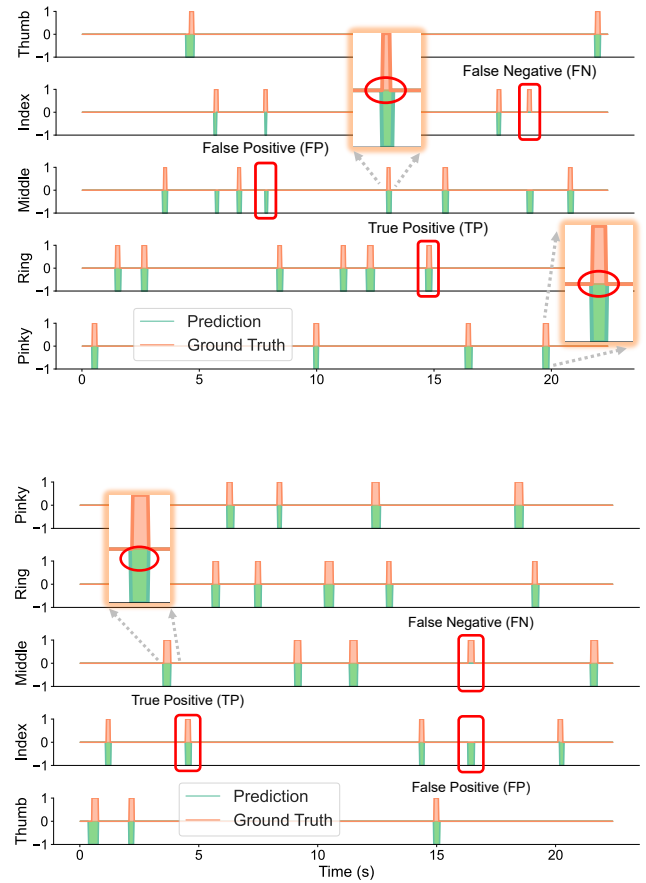 Thumb
1
0
−1
False Negative (FN)
Index
1
0
−1
False Positive (FP)
Middle
1
0
−1
True Positive (TP)
Ring
1
0
−1
Pinky
1
0
−1
Prediction
Ground Truth
0 5 10 15 20
Pinky
1
0
−1
Ring
1
0
−1
False Negative (FN)
Middle
1
0
−1
True Positive (TP)
Index
1
0
−1
False Positive (FP)
Thumb
1
0
−1
Prediction
Ground Truth
0 5 10 15 20
Time (s)